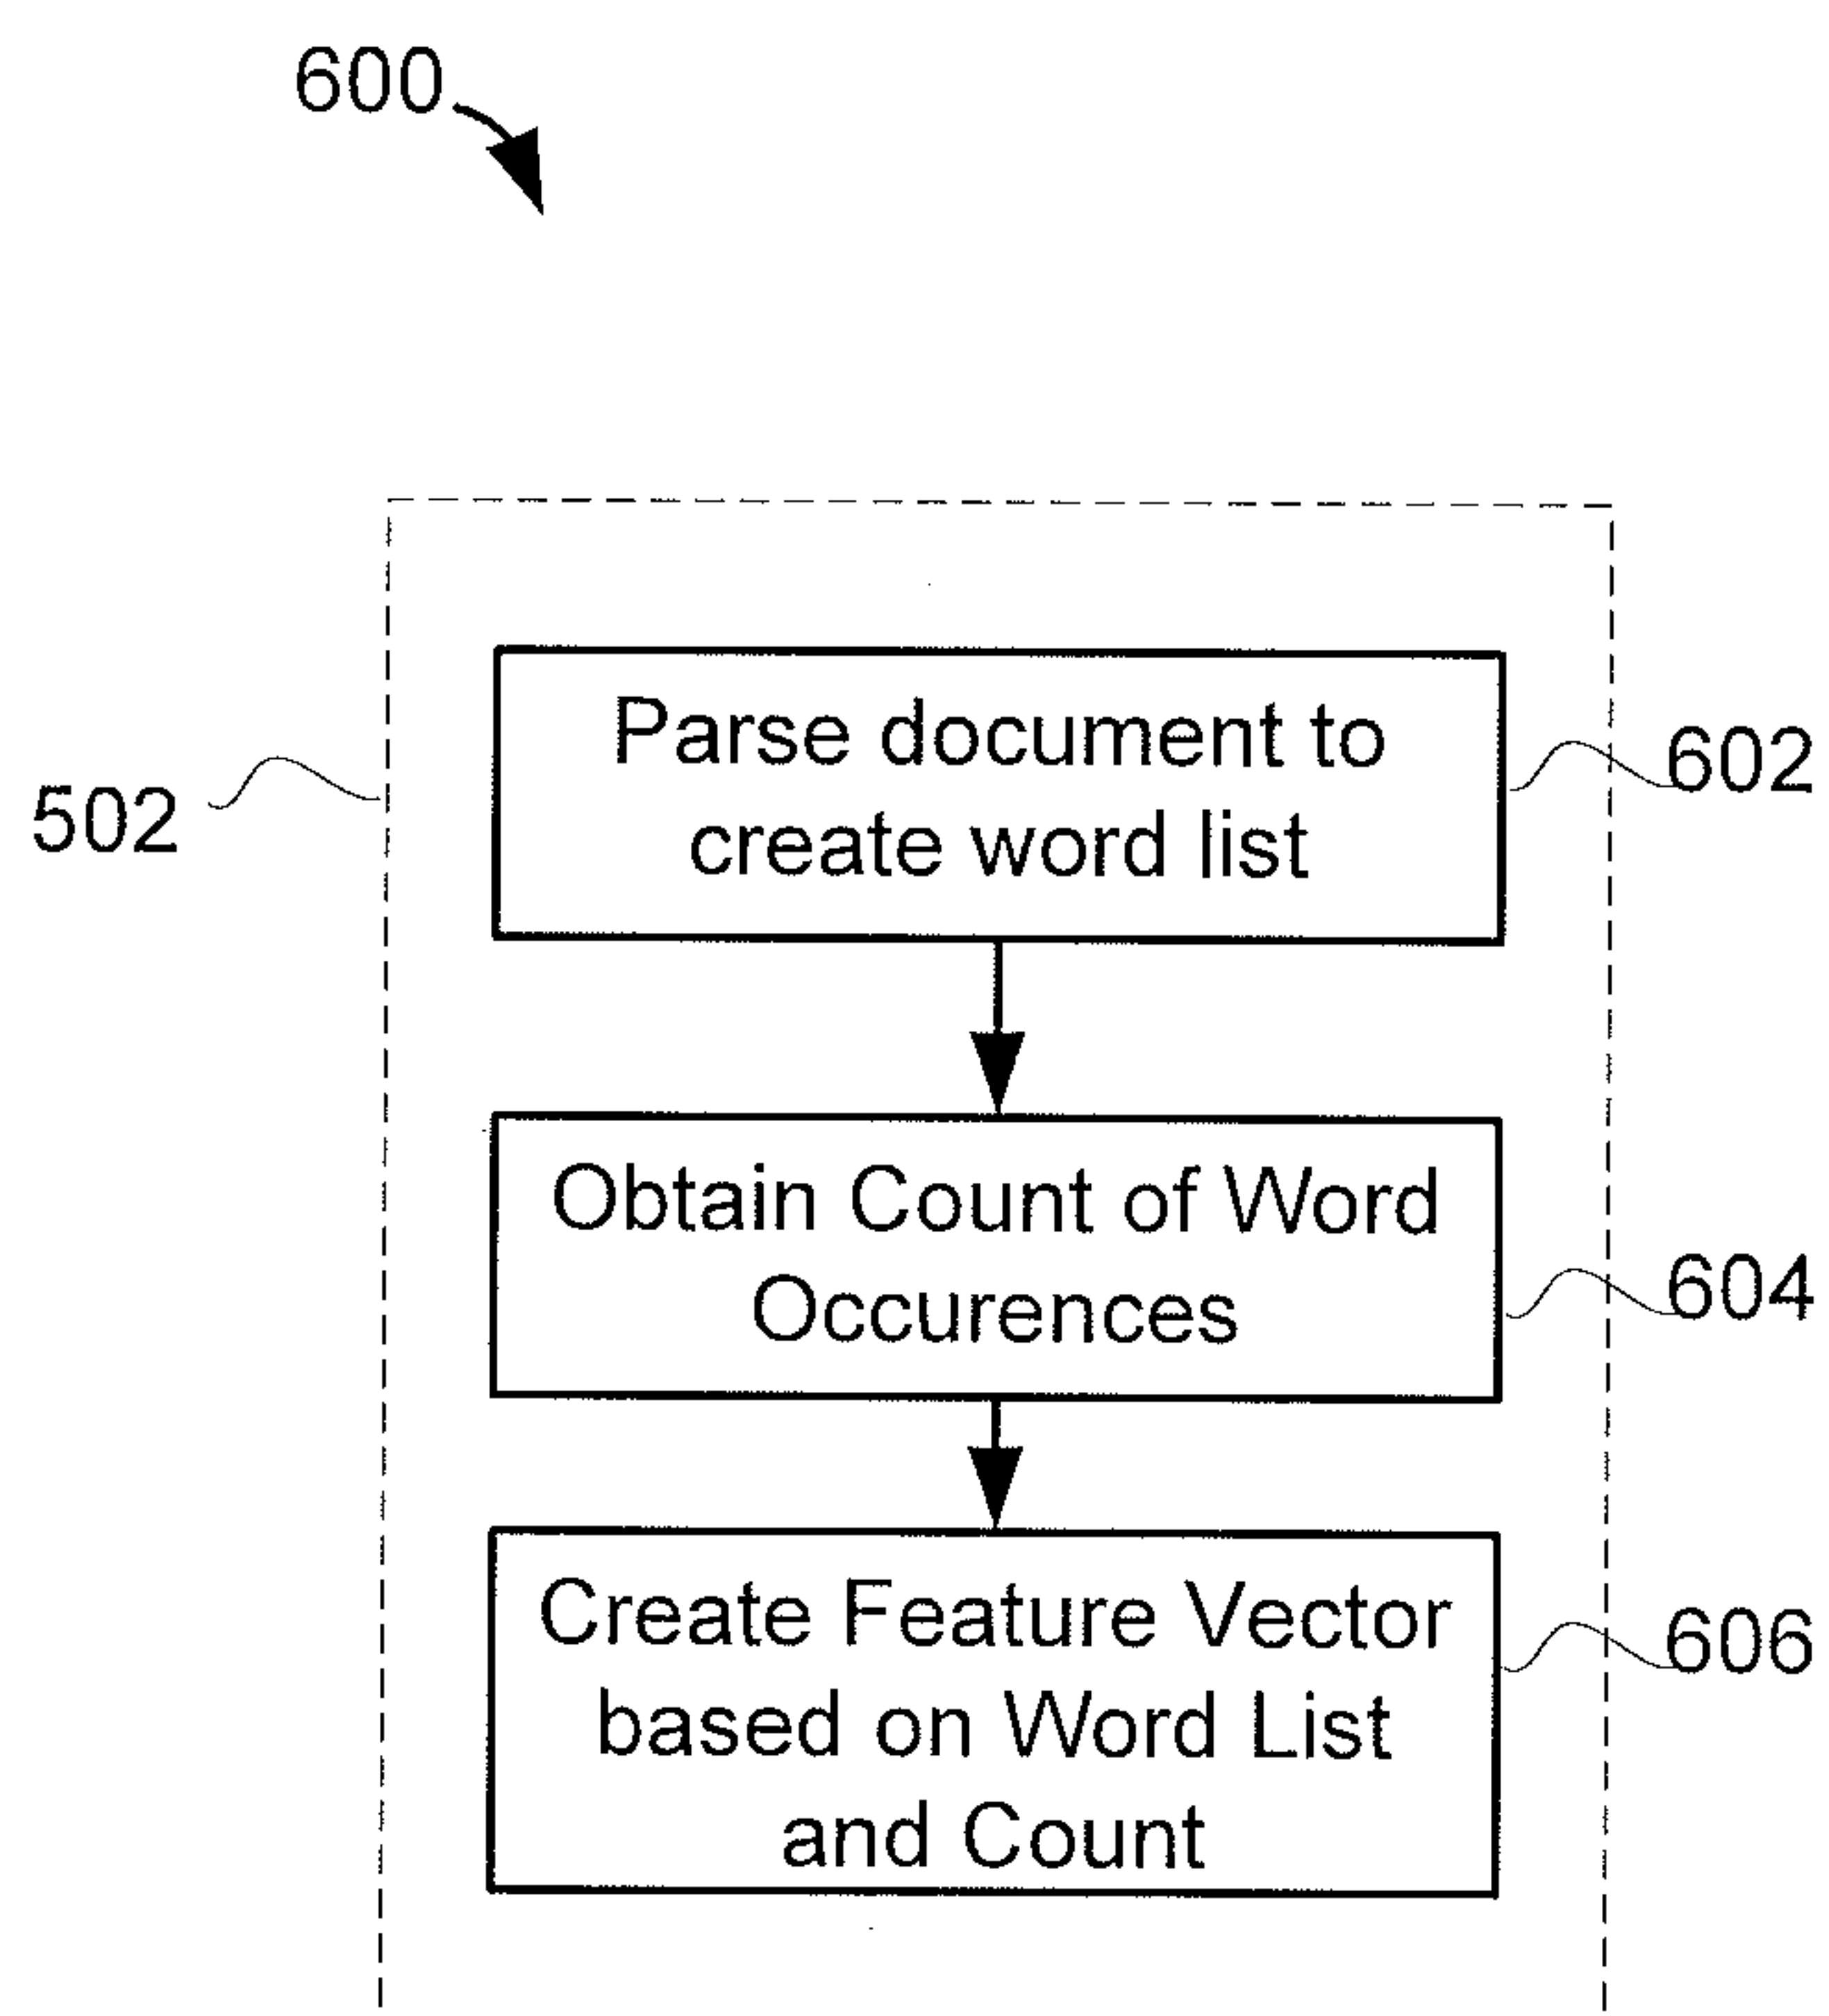 600
Parse document to
create word list
602
502
Obtain Count of Word
Occurences
604
Create Feature Vector
based on Word List
and Count
606